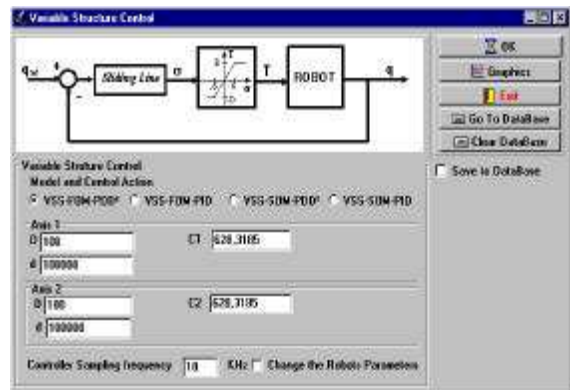 Variable Structure Control
q
+
-
Sliding Line
σ
T
σ
T
ROBOT
q
OK
Graphics
Exit
Go To DataBase
Clear DataBase
Save to DataBase
Variable Struture Control
Model and Control Action
VSS-FOM-PDD² VSS-FOM-PID VSS-SOM-PDD² VSS-SOM-PID
Axis 1
D 100 C1 628,3185
d 100000
Axis 2
D 100 C2 628,3185
d 100000
Controller Sampling frequency 10 KHz Change the Robots Parameters